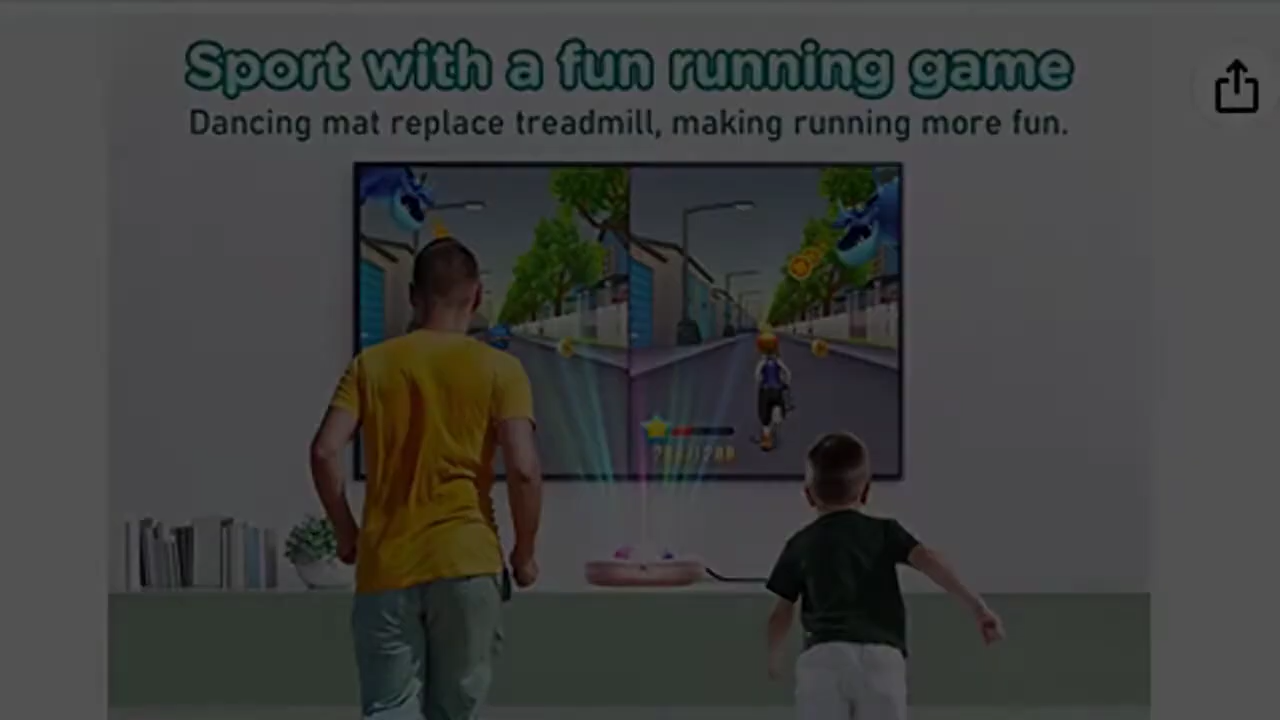 Sport with a fun running game
Dancing mat replace treadmill, making running more fun.